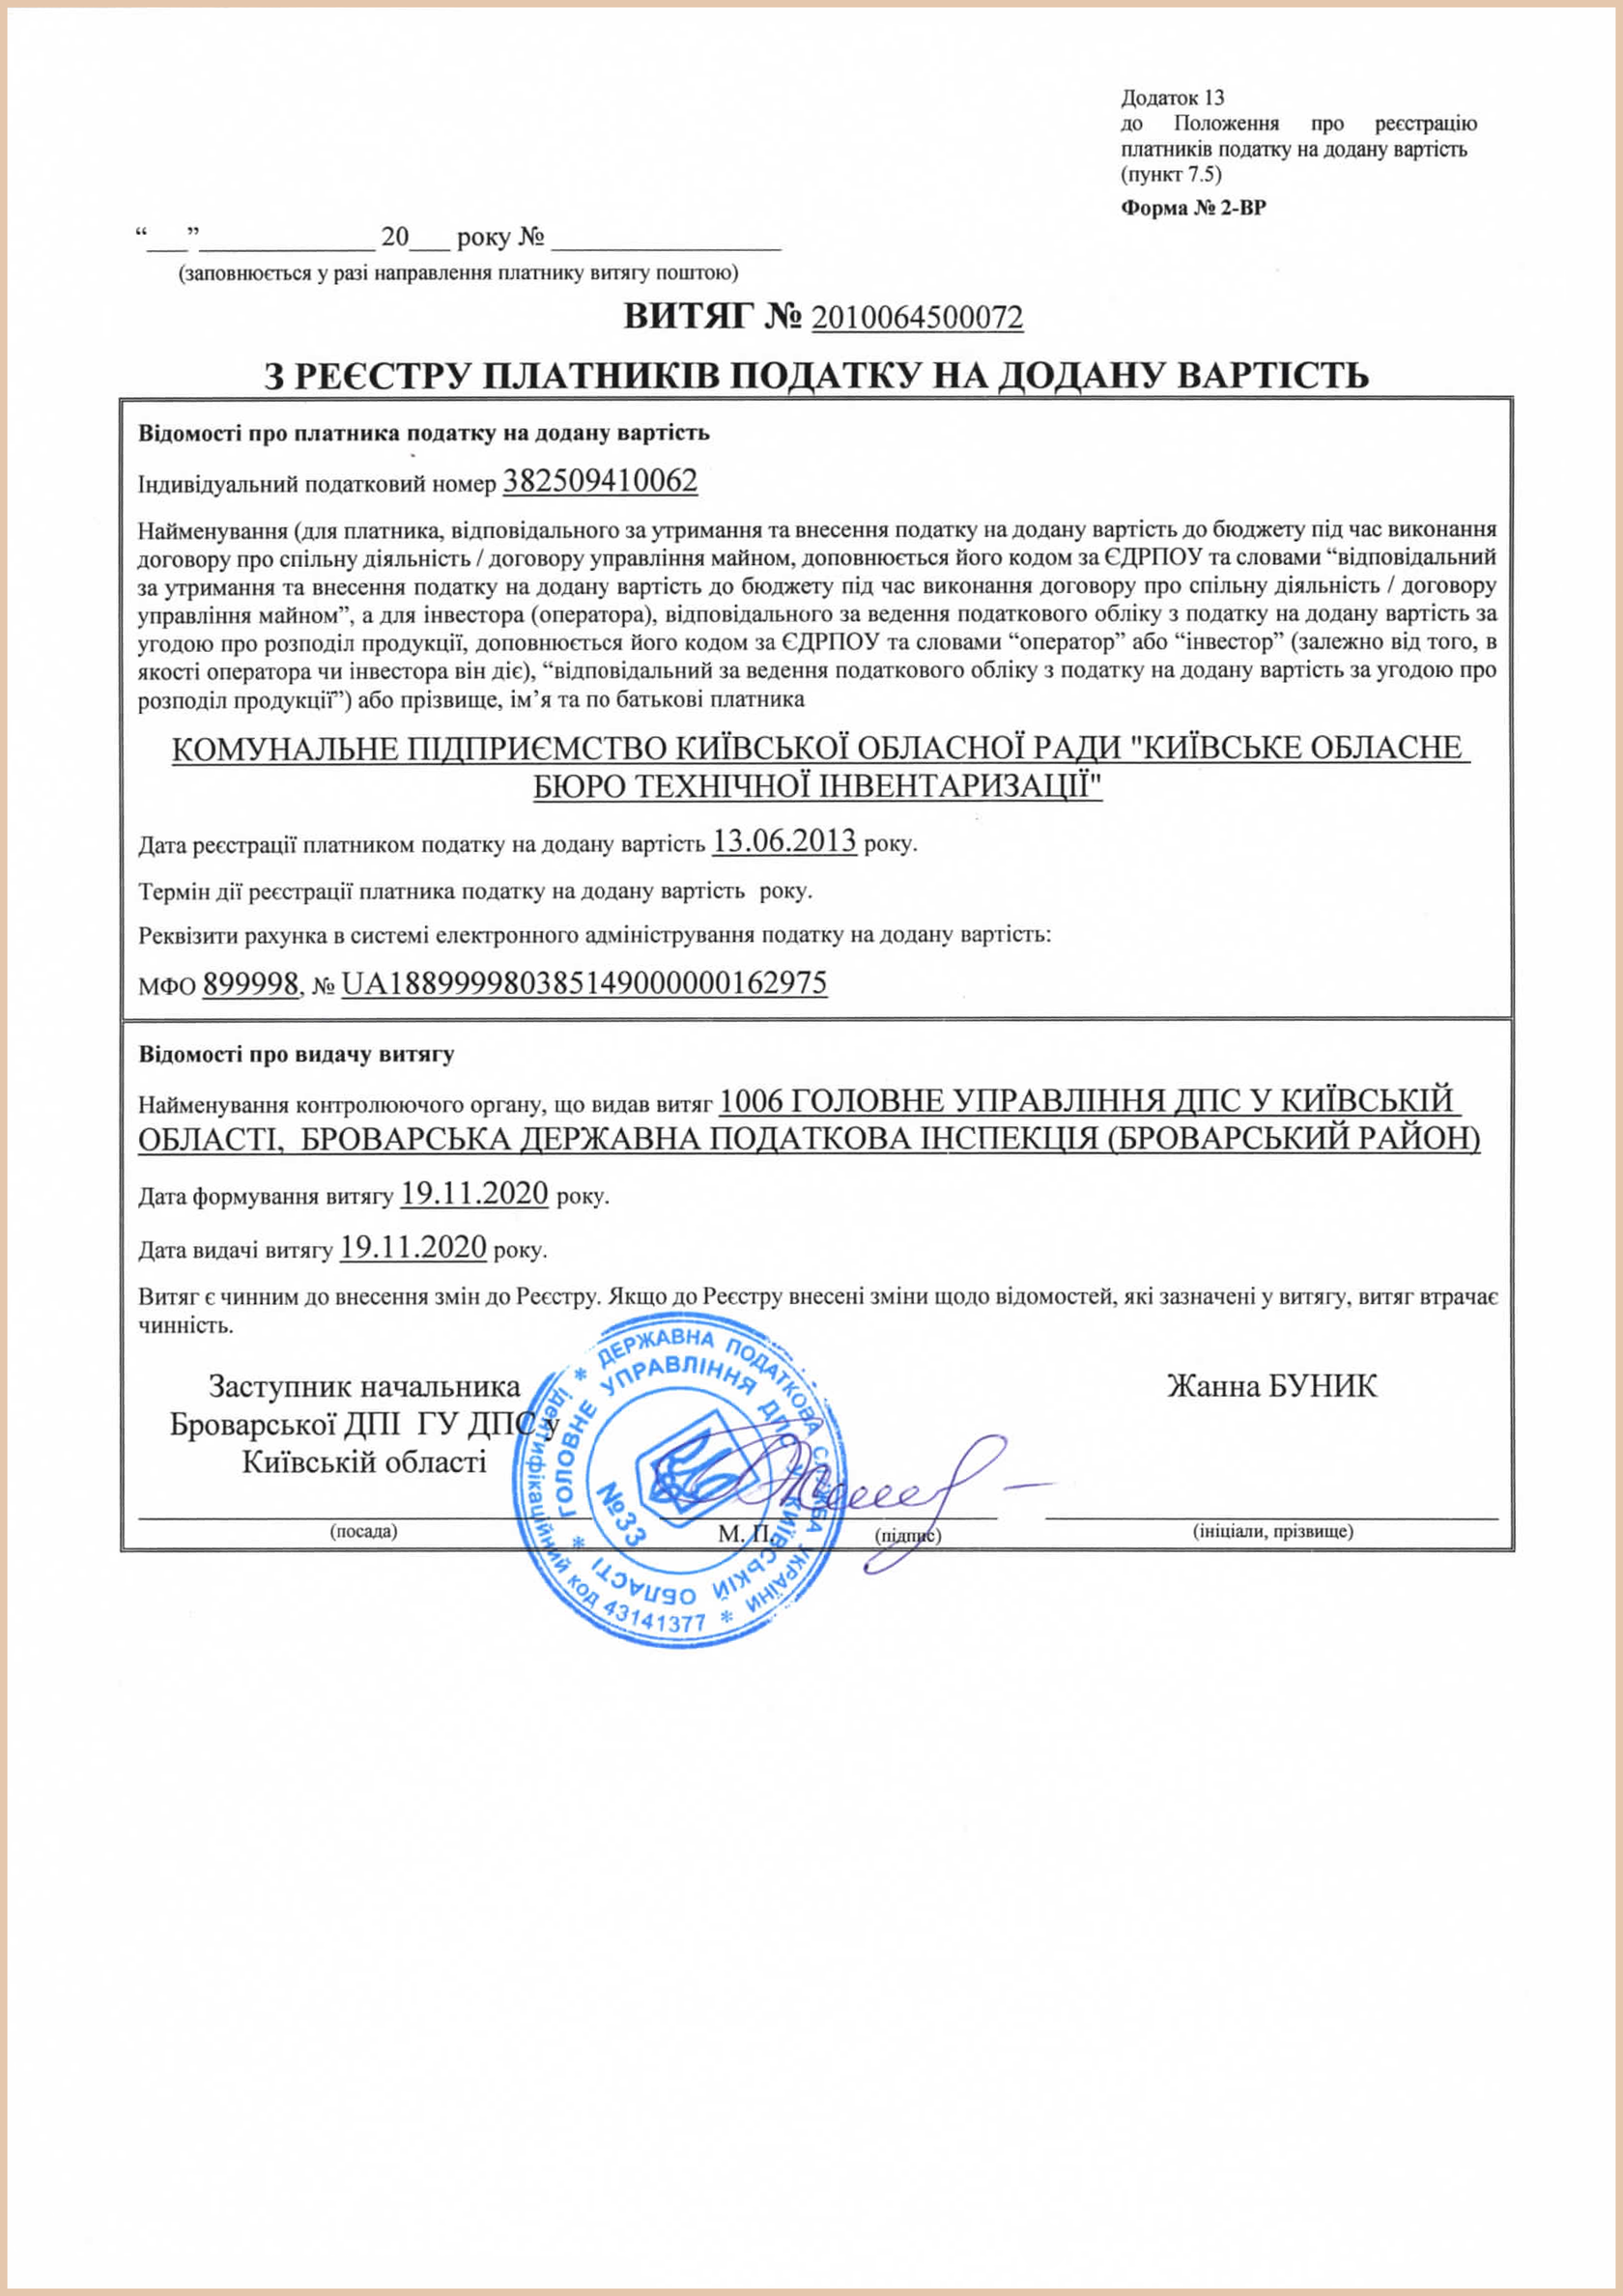 Додаток 13
до Положення про реєстрацію
платників податку на додану вартість
(пункт 7.5)
Форма № 2-ВР
“___”_____________ 20___ року № _________________
(заповнюється у разі направлення платнику витягу поштою)
ВИТЯГ № 2010064500072
З РЕЄСТРУ ПЛАТНИКІВ ПОДАТКУ НА ДОДАНУ ВАРТІСТЬ
Відомості про платника податку на додану вартість
Індивідуальний податковий номер 382509410062
Найменування (для платника, відповідального за утримання та внесення податку на додану вартість до бюджету під час виконання
договору про спільну діяльність / договору управління майном, доповнюється його кодом за ЄДРПОУ та словами “відповідальний
за утримання та внесення податку на додану вартість до бюджету під час виконання договору про спільну діяльність / договору
управління майном”, а для інвестора (оператора), відповідального за ведення податкового обліку з податку на додану вартість за
угодою про розподіл продукції, доповнюється його кодом за ЄДРПОУ та словами “оператор” або “інвестор” (залежно від того, в
якості оператора чи інвестора він діє), “відповідальний за ведення податкового обліку з податку на додану вартість за угодою про
розподіл продукції”) або прізвище, ім’я та по батькові платника
КОМУНАЛЬНЕ ПІДПРИЄМСТВО КИЇВСЬКОЇ ОБЛАСНОЇ РАДИ "КИЇВСЬКЕ ОБЛАСНЕ
БЮРО ТЕХНІЧНОЇ ІНВЕНТАРИЗАЦІЇ"
Дата реєстрації платником податку на додану вартість 13.06.2013 року.
Термін дії реєстрації платника податку на додану вартість року.
Реквізити рахунка в системі електронного адміністрування податку на додану вартість:
МФО 899998, № UA188999980385149000000162975
Відомості про видачу витягу
Найменування контролюючого органу, що видав витяг 1006 ГОЛОВНЕ УПРАВЛІННЯ ДПС У КИЇВСЬКІЙ
ОБЛАСТІ, БРОВАРСЬКА ДЕРЖАВНА ПОДАТКОВА ІНСПЕКЦІЯ (БРОВАРСЬКИЙ РАЙОН)
Дата формування витягу 19.11.2020 року.
Дата видачі витягу 19.11.2020 року.
Витяг є чинним до внесення змін до Реєстру. Якщо до Реєстру внесені зміни щодо відомостей, які зазначені у витягу, витяг втрачає
чинність.
Заступник начальника
Броварської ДПІ ГУ ДПС у
Київській області
Жанна БУНИК
(посада)
М. П.
(підпис)
(ініціали, прізвище)
* ДЕРЖАВНА ПОДАТКОВА СЛУЖБА УКРАЇНИ *
ідентифікаційний код 43141377
* ГОЛОВНЕ УПРАВЛІННЯ ДПС У КИЇВСЬКІЙ ОБЛАСТІ
№33